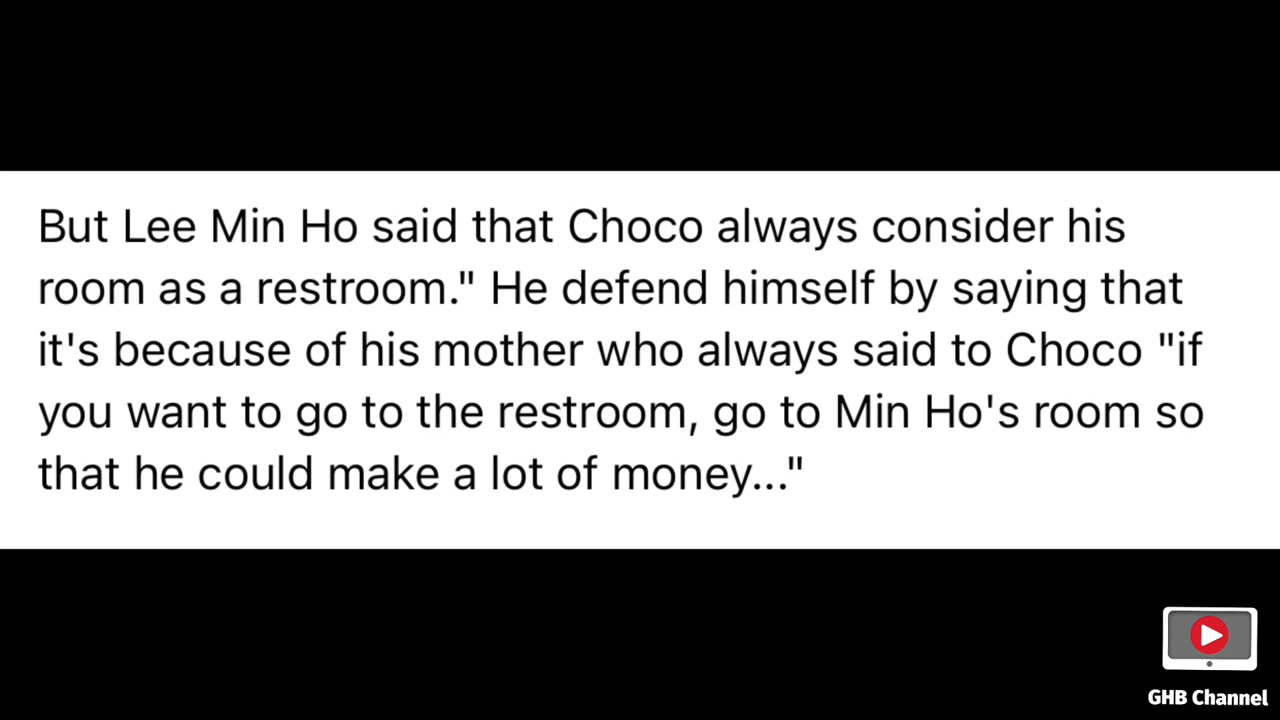 But Lee Min Ho said that Choco always consider his
room as a restroom." He defend himself by saying that
it's because of his mother who always said to Choco "if
you want to go to the restroom, go to Min Ho's room so
that he could make a lot of money..."
GHB Channel